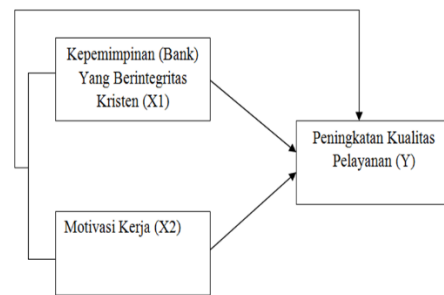 Kepemimpinan (Bank)
Yang Berintegritas
Kristen (X1)
Peningkatan Kualitas
Pelayanan (Y)
Motivasi Kerja (X2)